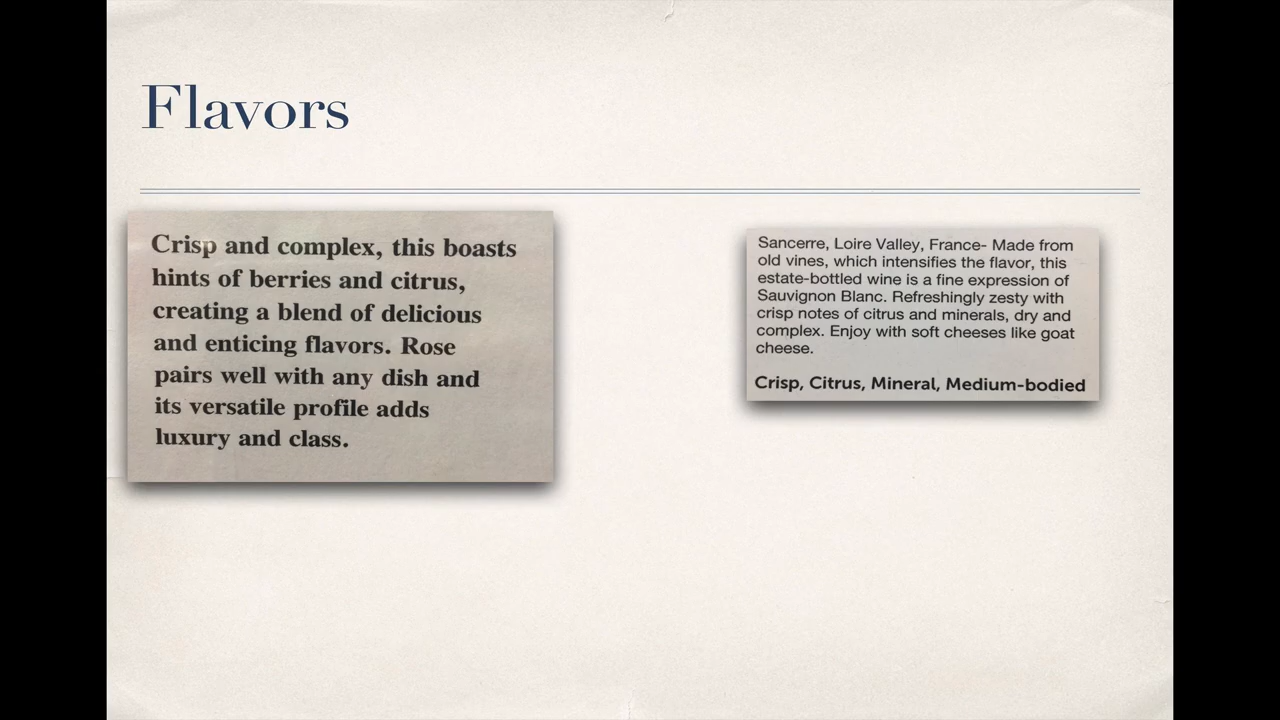 Flavors
Crisp and complex, this boasts
hints of berries and citrus,
creating a blend of delicious
and enticing flavors. Rose
pairs well with any dish and
its versatile profile adds
luxury and class.
Sancerre, Loire Valley, France- Made from
old vines, which intensifies the flavor, this
estate-bottled wine is a fine expression of
Sauvignon Blanc. Refreshingly zesty with
crisp notes of citrus and minerals, dry and
complex. Enjoy with soft cheeses like goat
cheese.
Crisp, Citrus, Mineral, Medium-bodied